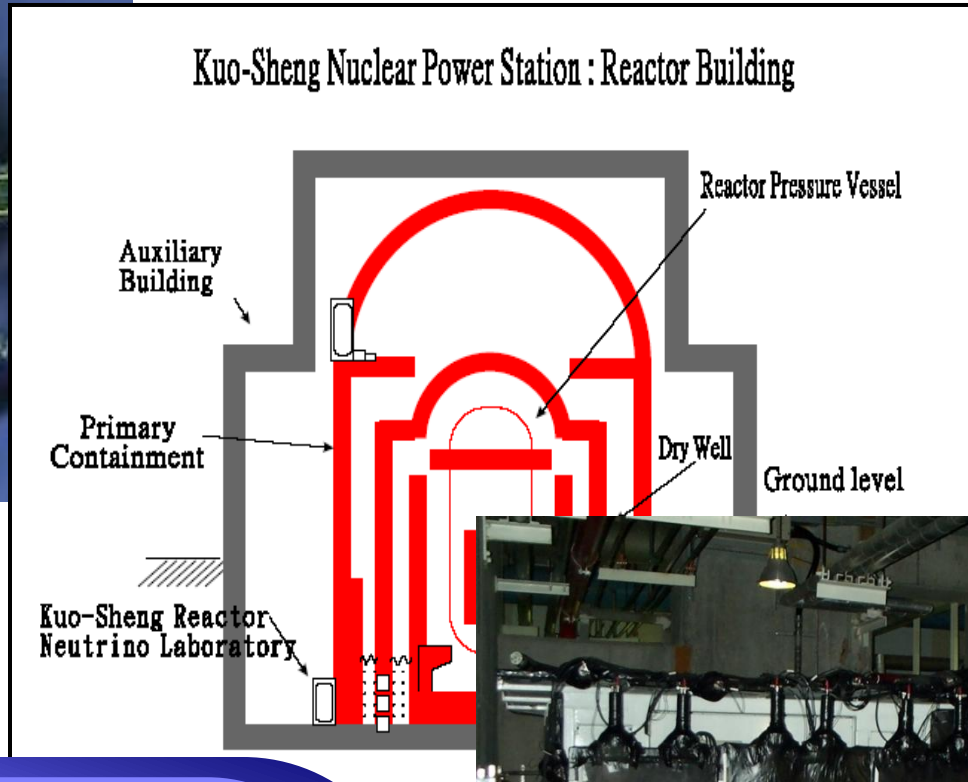 Kuo-Sheng Nuclear Power Station : Reactor Building
Reactor Pressure Vessel
Auxiliary
Building
Primary
Containment
Dry Well
Ground level
Kuo-Sheng Reactor
Neutrino Laboratory